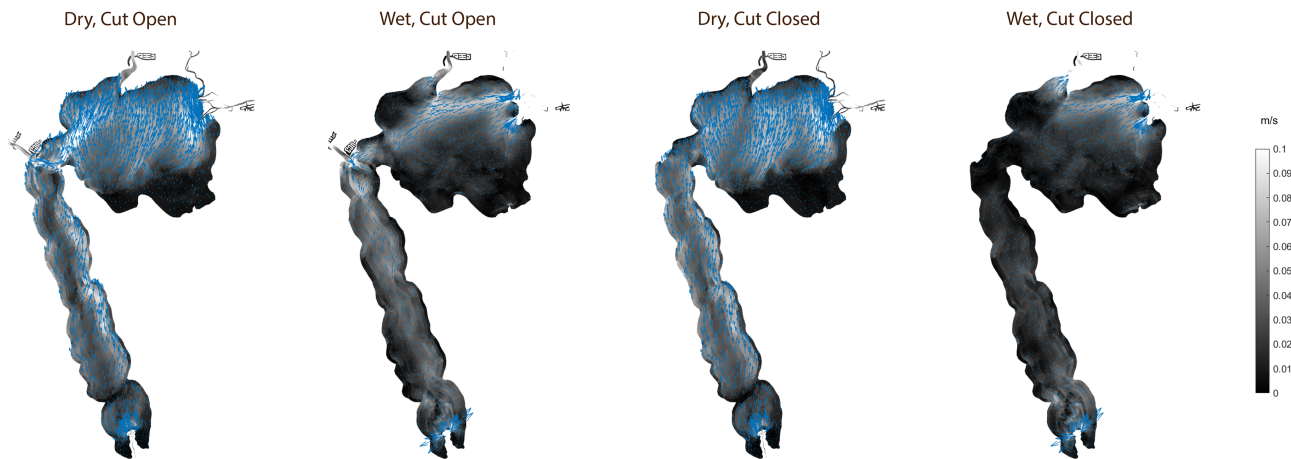 Dry, Cut Open
Wet, Cut Open
Dry, Cut Closed
Wet, Cut Closed
m/s
0.1
0.09
0.08
0.07
0.06
0.05
0.04
0.03
0.02
0.01
0